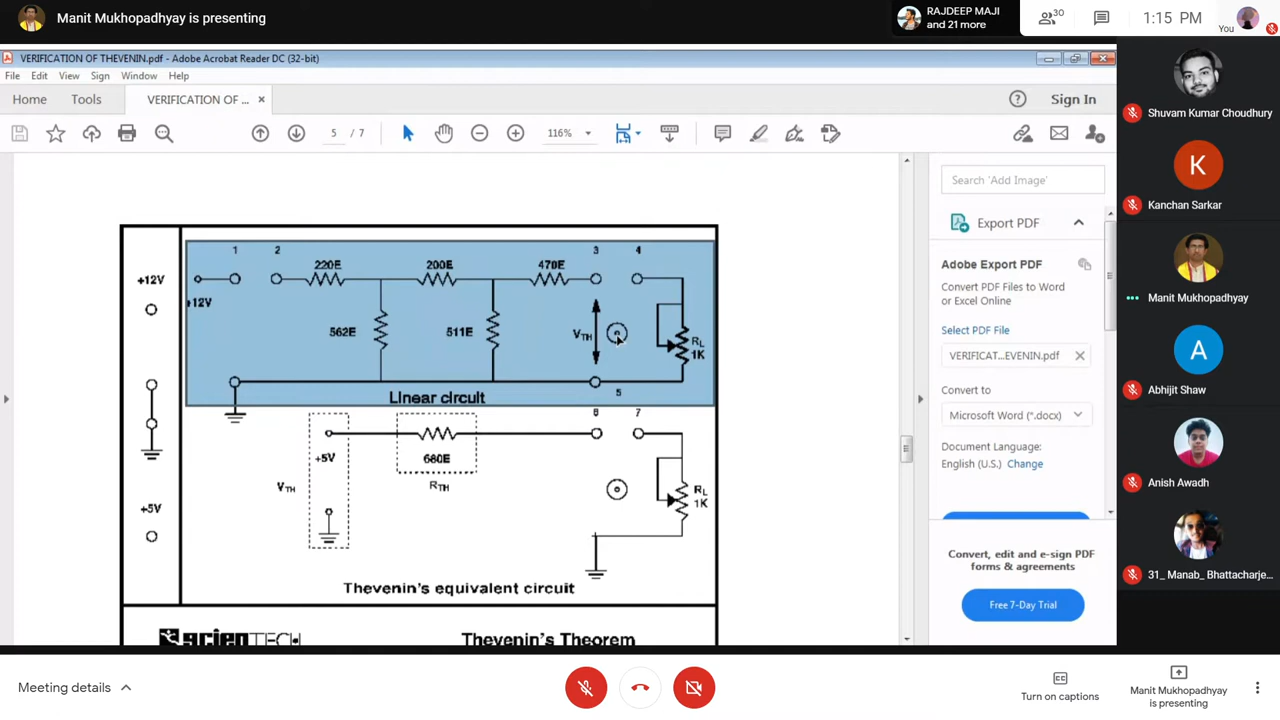 Manit Mukhopadhyay is presenting
RAJDEEP MAJI
and 21 more
30
1:15 PM
You
VERIFICATION OF THEVENIN.pdf - Adobe Acrobat Reader DC (32-bit)
File Edit View Sign Window Help
Home Tools VERIFICATION OF ... × Sign In
5 / 7 116%
1 2 3 4
220E 200E 470E
+12V
+12V
562E 511E VTH RL
1K
Linear circuit 5
6 7
+5V 680E
VTH RTH RL
1K
+5V
Thevenin's equivalent circuit
SCIENTECH Thevenin's Theorem
Search 'Add Image'
Export PDF
Adobe Export PDF
Convert PDF Files to Word
or Excel Online
Select PDF File
VERIFICAT...EVENIN.pdf
Convert to
Microsoft Word (*.docx)
Document Language:
English (U.S.) Change
Convert, edit and e-sign PDF
forms & agreements
Free 7-Day Trial
Shuvam Kumar Choudhury
K
Kanchan Sarkar
Manit Mukhopadhyay
A
Abhijit Shaw
Anish Awadh
31_ Manab_ Bhattacharje...
Meeting details
Turn on captions
Manit Mukhopadhyay
is presenting